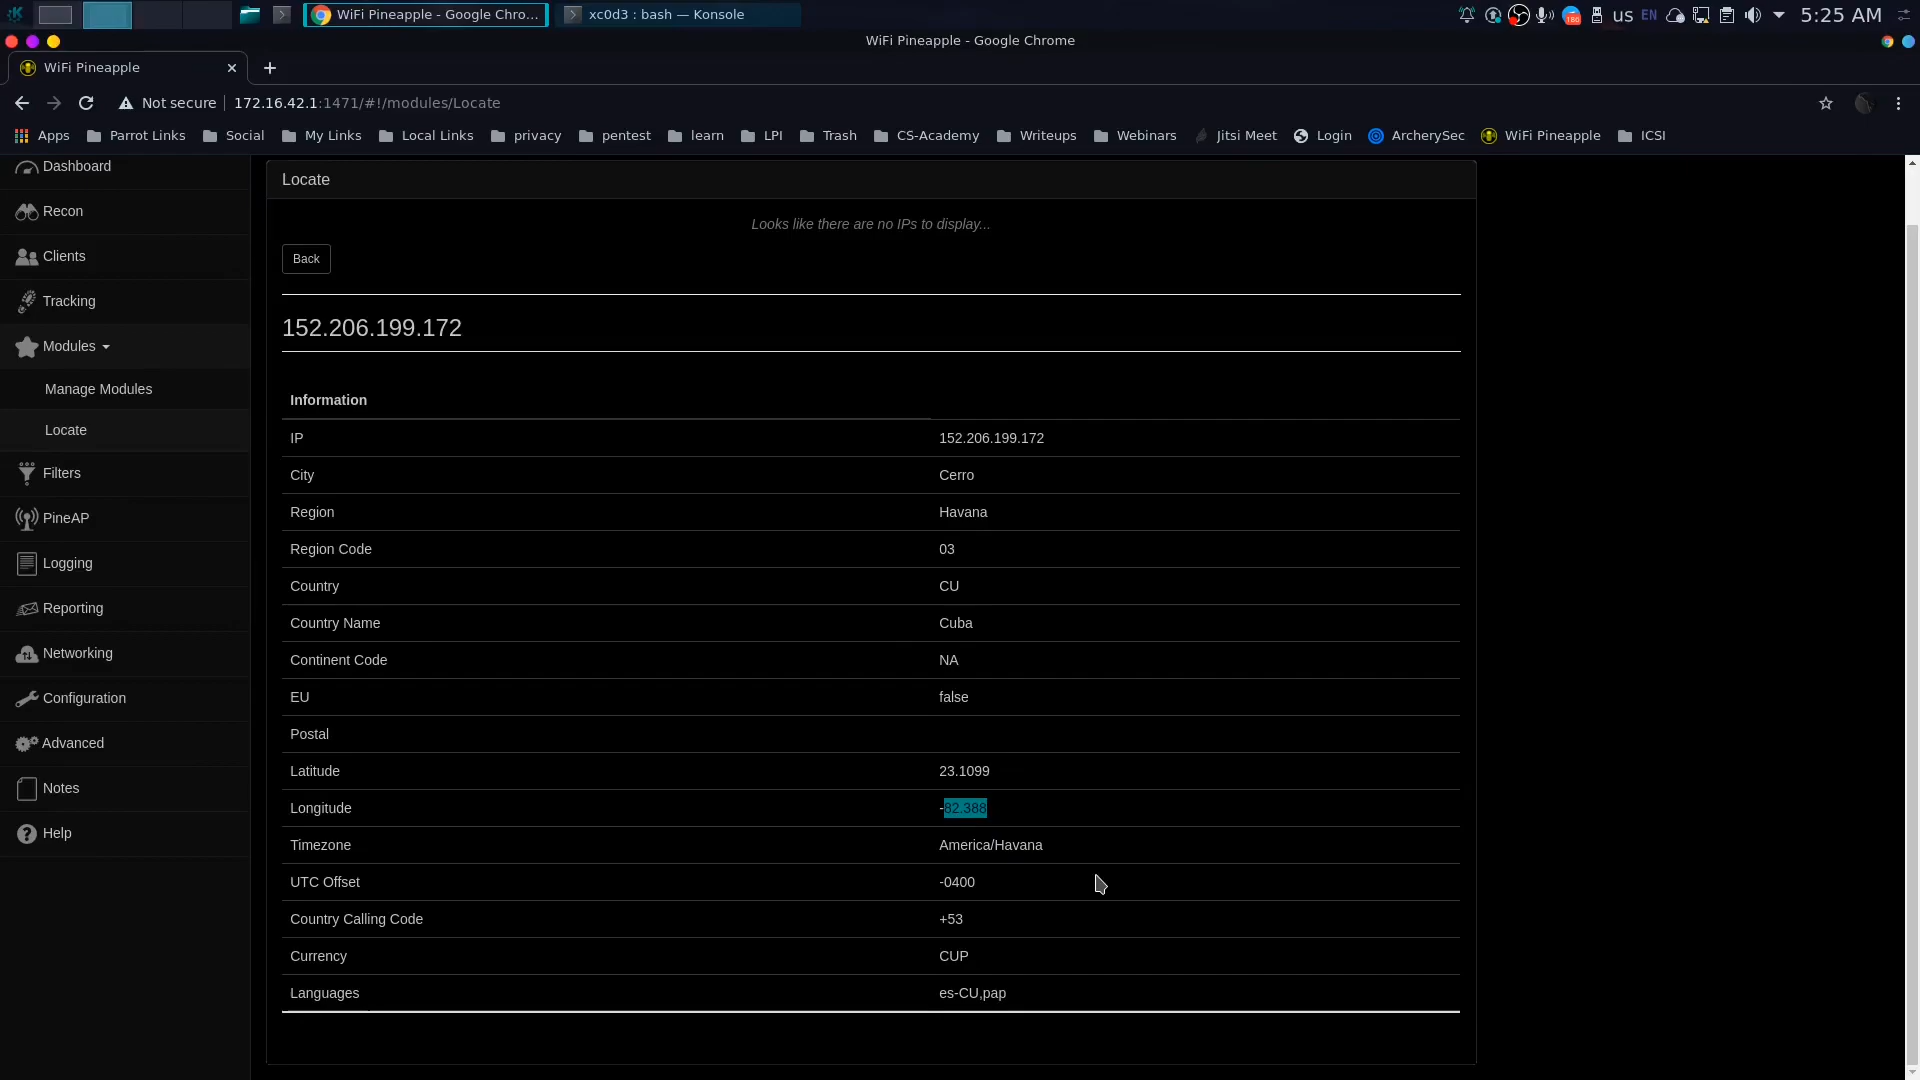 WiFi Pineapple - Google Chro... xc0d3 : bash — Konsole 180 us EN 5:25 AM
WiFi Pineapple - Google Chrome
WiFi Pineapple
Not secure 172.16.42.1:1471/#!/modules/Locate
Apps Parrot Links Social My Links Local Links privacy pentest learn LPI Trash CS-Academy Writeups Webinars Jitsi Meet Login ArcherySec WiFi Pineapple ICSI
Dashboard
Recon
Clients
Tracking
Modules
Manage Modules
Locate
Filters
PineAP
Logging
Reporting
Networking
Configuration
Advanced
Notes
Help
Locate
Looks like there are no IPs to display...
Back
152.206.199.172
Information
IP 152.206.199.172
City Cerro
Region Havana
Region Code 03
Country CU
Country Name Cuba
Continent Code NA
EU false
Postal
Latitude 23.1099
Longitude -82.388
Timezone America/Havana
UTC Offset -0400
Country Calling Code +53
Currency CUP
Languages es-CU,pap